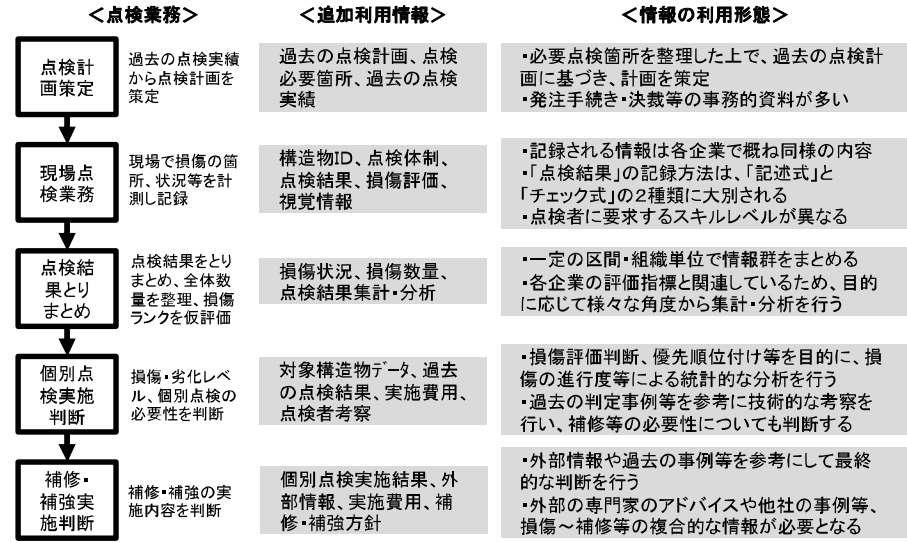 ＜点検業務＞
＜追加利用情報＞
＜情報の利用形態＞
点検計
画策定
過去の点検実績
から点検計画を
策定
過去の点検計画、点検
必要箇所、過去の点検
実績
・必要点検箇所を整理した上で、過去の点検計
画に基づき、計画を策定
・発注手続き・決裁等の事務的資料が多い
現場点
検業務
現場で損傷の箇
所、状況等を計
測し記録
構造物ID、点検体制、
点検結果、損傷評価、
視覚情報
・記録される情報は各企業で概ね同様の内容
・「点検結果」の記録方法は、「記述式」と
「チェック式」の２種類に大別される
・点検者に要求するスキルレベルが異なる
点検結
果とり
まとめ
点検結果をとり
まとめ、全体数
量を整理、損傷
ランクを仮評価
損傷状況、損傷数量、
点検結果集計・分析
・一定の区間・組織単位で情報群をまとめる
・各企業の評価指標と関連しているため、目的
に応じて様々な角度から集計・分析を行う
個別点
検実施
判断
損傷・劣化レベ
ル、個別点検の
必要性を判断
対象構造物ﾃﾞｰﾀ、過去
の点検結果、実施費用、
点検者考察
・損傷評価判断、優先順位付け等を目的に、損
傷の進行度等による統計的な分析を行う
・過去の判定事例等を参考に技術的な考察を
行い、補修等の必要性についても判断する
補修・
補強実
施判断
補修・補強の実
施内容を判断
個別点検実施結果、外
部情報、実施費用、補
修・補強方針
・外部情報や過去の事例等を参考にして最終
的な判断を行う
・外部の専門家のアドバイスや他社の事例等、
損傷～補修等の複合的な情報が必要となる